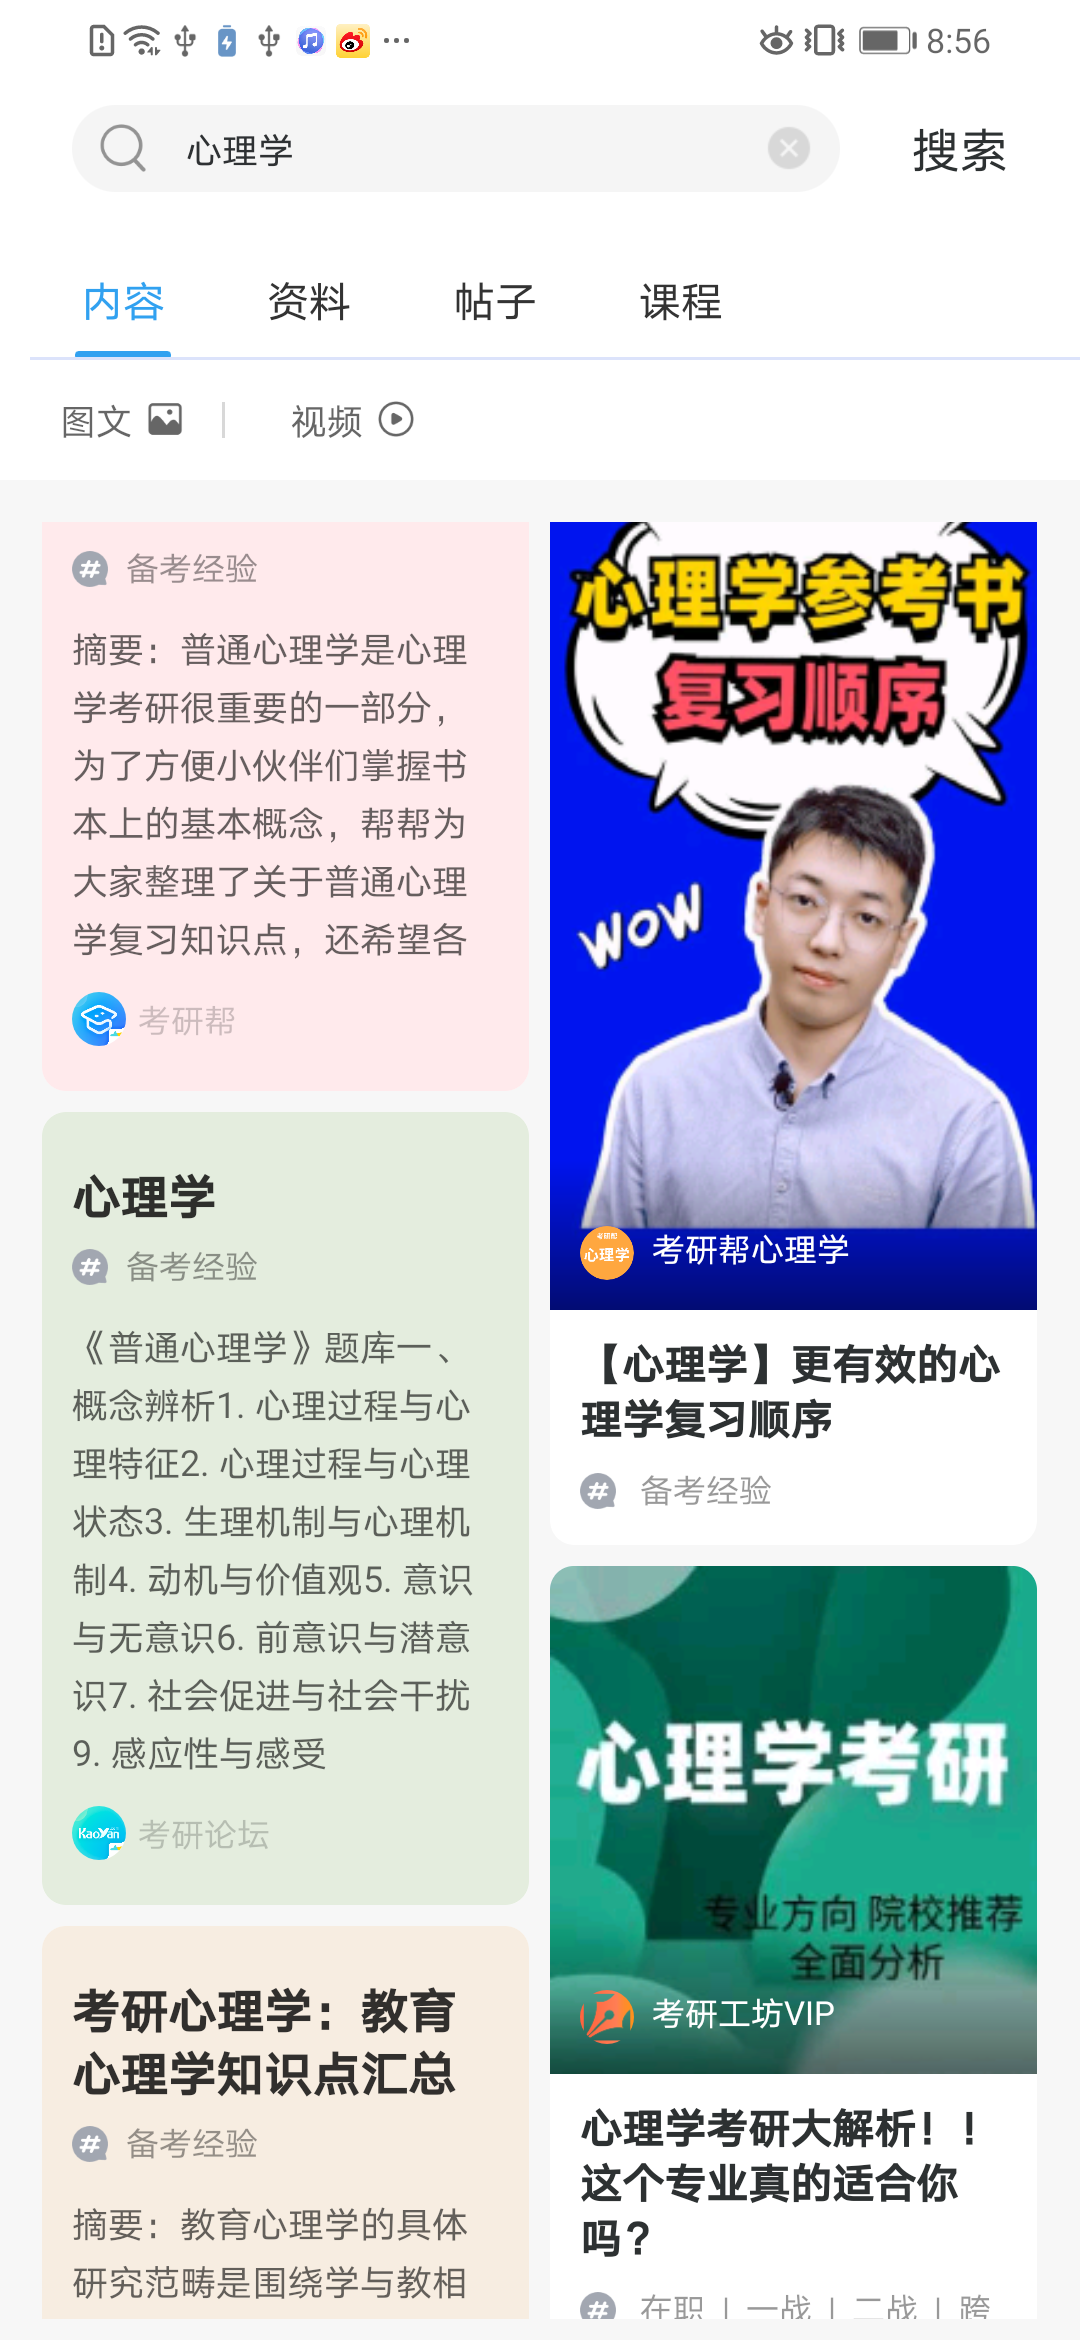 8:56
心理学
搜索
内容
资料
帖子
课程
图文
视频
备考经验
摘要：普通心理学是心理
学考研很重要的一部分，
为了方便小伙伴们掌握书
本上的基本概念，帮帮为
大家整理了关于普通心理
学复习知识点，还希望各
考研帮
心理学
备考经验
《普通心理学》题库一、
概念辨析1. 心理过程与心
理特征2. 心理过程与心理
状态3. 生理机制与心理机
制4. 动机与价值观5. 意识
与无意识6. 前意识与潜意
识7. 社会促进与社会干扰
9. 感应性与感受
KaoYan
考研论坛
考研心理学：教育
心理学知识点汇总
备考经验
摘要：教育心理学的具体
研究范畴是围绕学与教相
心理学参考书
复习顺序
WOW
考研帮
心理学
考研帮心理学
【心理学】更有效的心
理学复习顺序
备考经验
心理学考研
专业方向 院校推荐
全面分析
考研工坊VIP
心理学考研大解析！！
这个专业真的适合你
吗？
在职 | 一战 | 二战 | 跨